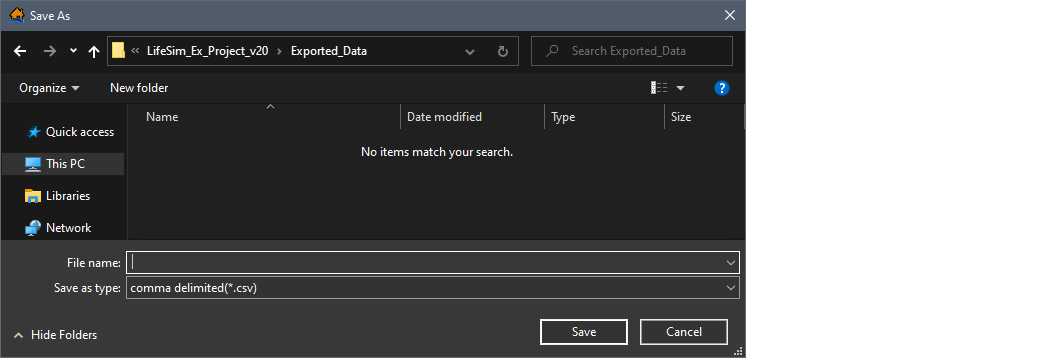 Save As
« LifeSim_Ex_Project_v20 › Exported_Data
Search Exported_Data
Organize
New folder
?
Name
Date modified
Type
Size
No items match your search.
Quick access
This PC
Libraries
Network
File name:
Save as type: comma delimited(*.csv)
Hide Folders
Save
Cancel